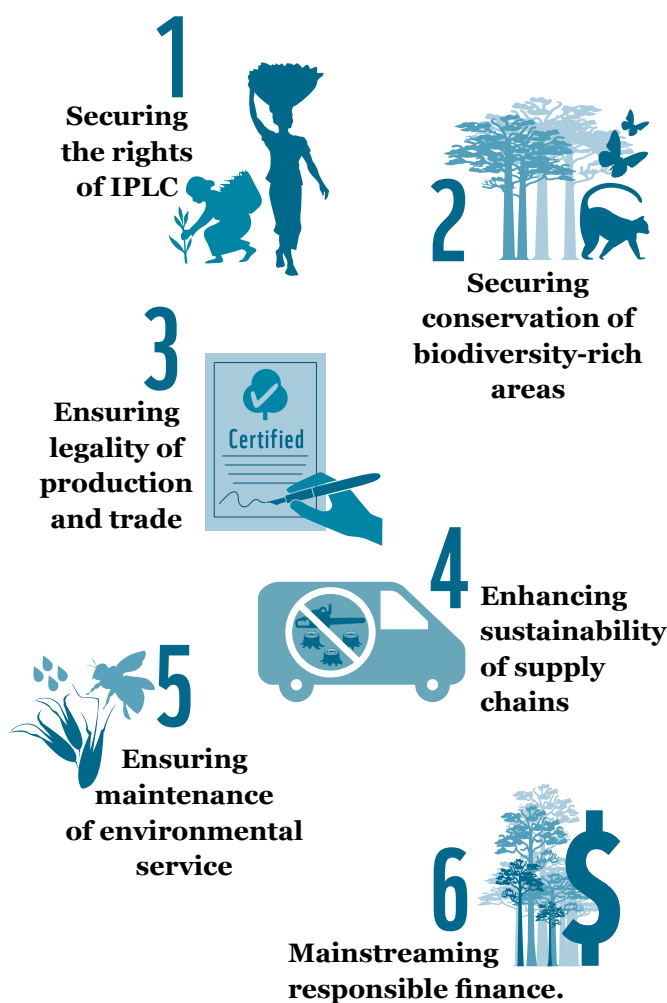 1
Securing
the rights
of IPLC
2
Securing
conservation of
biodiversity-rich
areas
3
Ensuring
legality of
production
and trade
Certified
4
Enhancing
sustainability
of supply
chains
5
Ensuring
maintenance
of environmental
service
6
Mainstreaming
responsible finance.
$